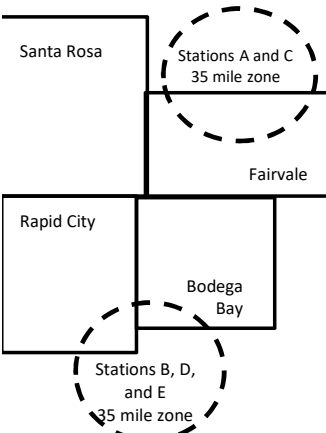 Santa Rosa
Stations A and C
35 mile zone
Fairvale
Rapid City
Bodega
Bay
Stations B, D,
and E
35 mile zone